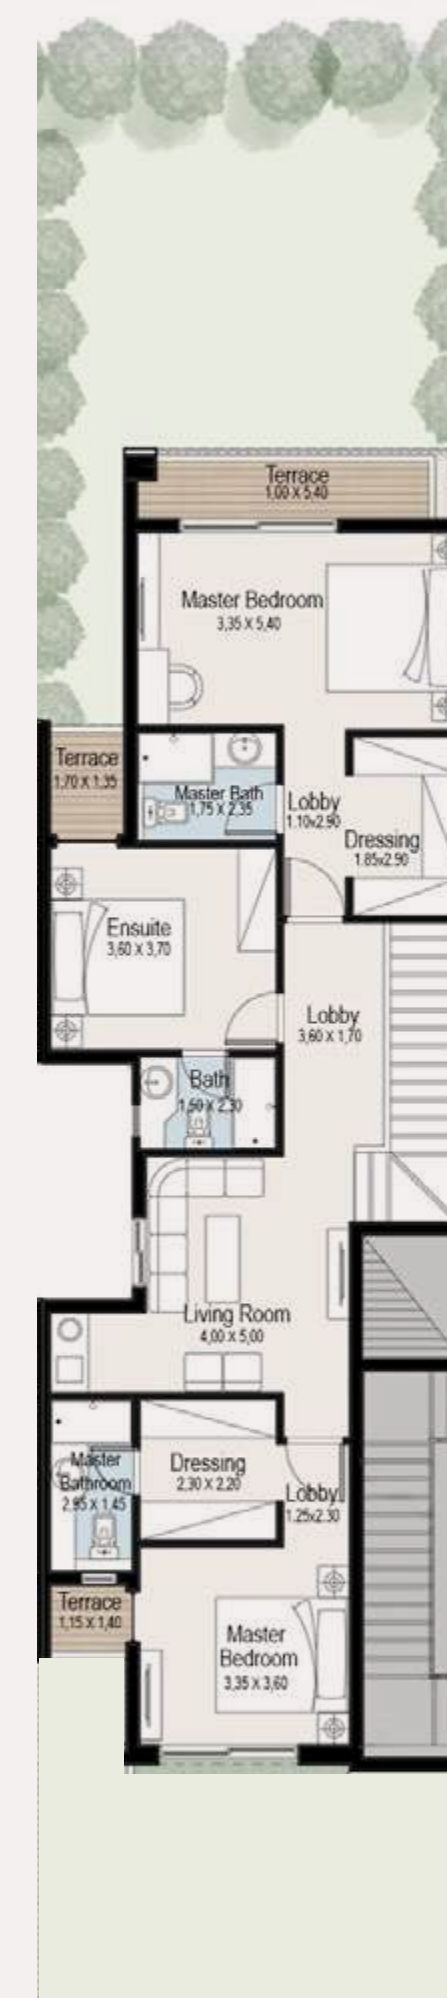 Terrace
1,00 X 5,40
Master Bedroom
3,35 X 5,40
Terrace
1,70 X 1,35
Master Bath
1,75 X 2,35
Lobby
1.10x2.90
Dressing
1.85x2.90
Ensuite
3,60 X 3,70
Lobby
3,60 X 1,70
Bath
1,50 X 2,30
Living Room
4,00 X 5,00
Master
Bathroom
2,95 X 1,45
Dressing
2,30 X 2,20
Lobby
1.25x2.30
Terrace
1,15 X 1,40
Master
Bedroom
3,35 X 3,60